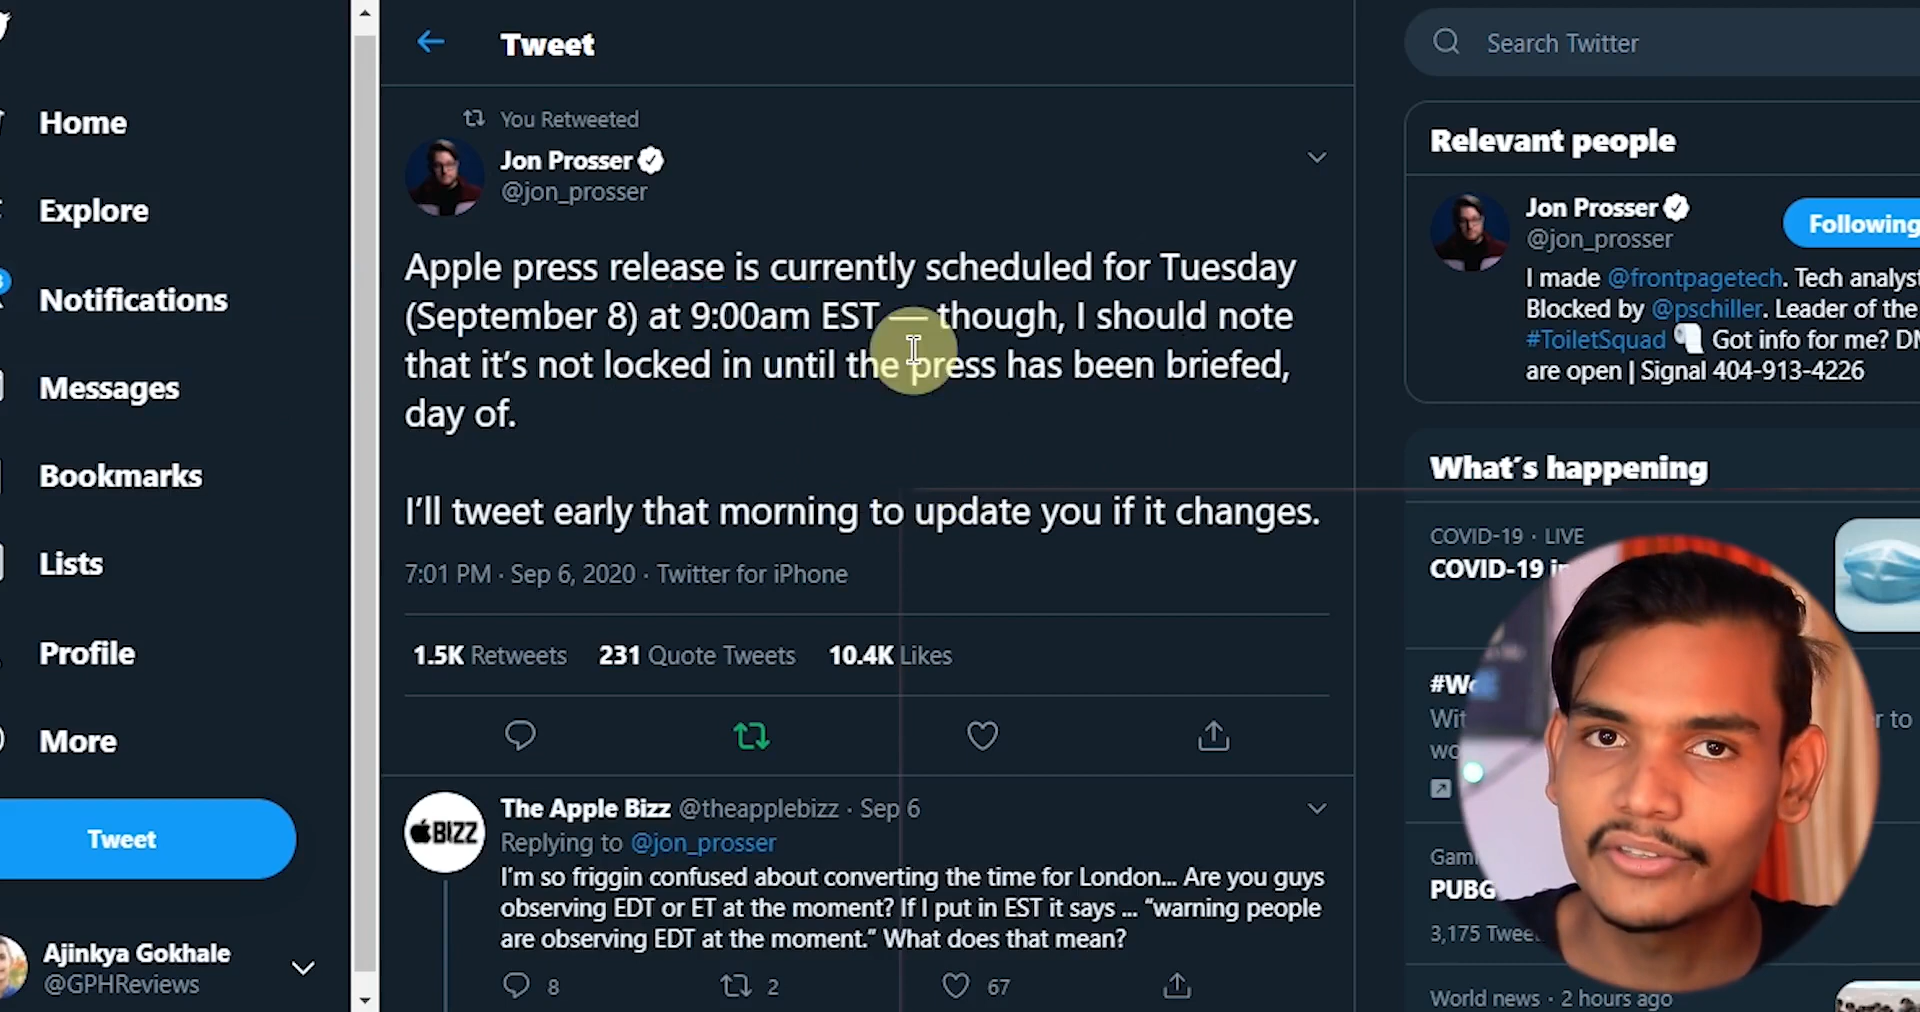 Home
Explore
Notifications
Messages
Bookmarks
Lists
Profile
More
Tweet
Ajinkya Gokhale
@GPHReviews
Tweet
You Retweeted
Jon Prosser
@jon_prosser
Apple press release is currently scheduled for Tuesday
(September 8) at 9:00am EST — though, I should note
that it’s not locked in until the press has been briefed,
day of.
I’ll tweet early that morning to update you if it changes.
7:01 PM · Sep 6, 2020 · Twitter for iPhone
1.5K Retweets 231 Quote Tweets 10.4K Likes
The Apple Bizz @theapplebizz · Sep 6
BIZZ
Replying to @jon_prosser
I’m so friggin confused about converting the time for London... Are you guys
observing EDT or ET at the moment? If I put in EST it says ... “warning people
are observing EDT at the moment.” What does that mean?
8 2 67
Search Twitter
Relevant people
Jon Prosser
@jon_prosser
Following
I made @frontpagetech. Tech analyst
Blocked by @pschiller. Leader of the
#ToiletSquad Got info for me? DM
are open | Signal 404-913-4226
What´s happening
COVID-19 · LIVE
COVID-19
PUBG
3,175
World news · 2 hours ago